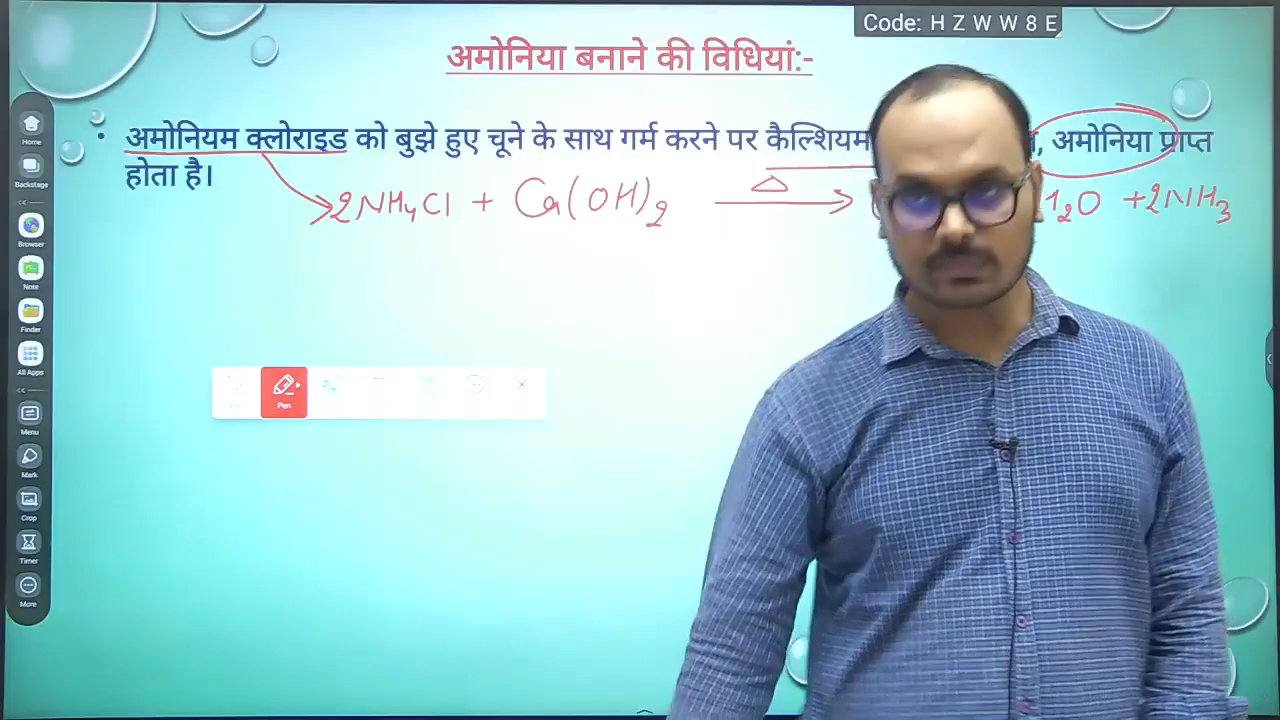 Code: H Z W W 8 E
अमोनिया बनाने की विधियां:-
• अमोनियम क्लोराइड को बुझे हुए चूने के साथ गर्म करने पर कैल्शियम , अमोनिया प्राप्त
होता है।
2NH4Cl + Ca(OH)2 △→ H2O +2NH3
Home
Backstage
Browser
Note
Finder
All Apps
Menu
Mark
Crop
Timer
More
Pen